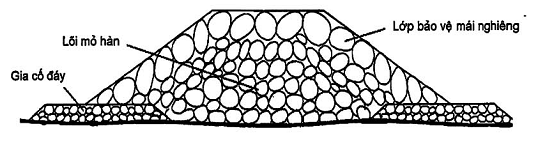 Lớp bảo vệ mái nghiêng
Lõi mỏ hàn
Gia cố đáy